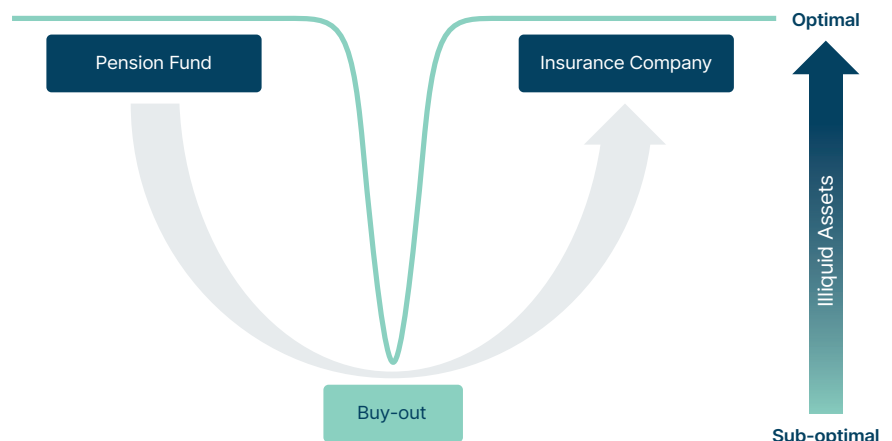 Optimal
Pension Fund
Insurance Company
Illiquid Assets
Buy-out
Sub-optimal